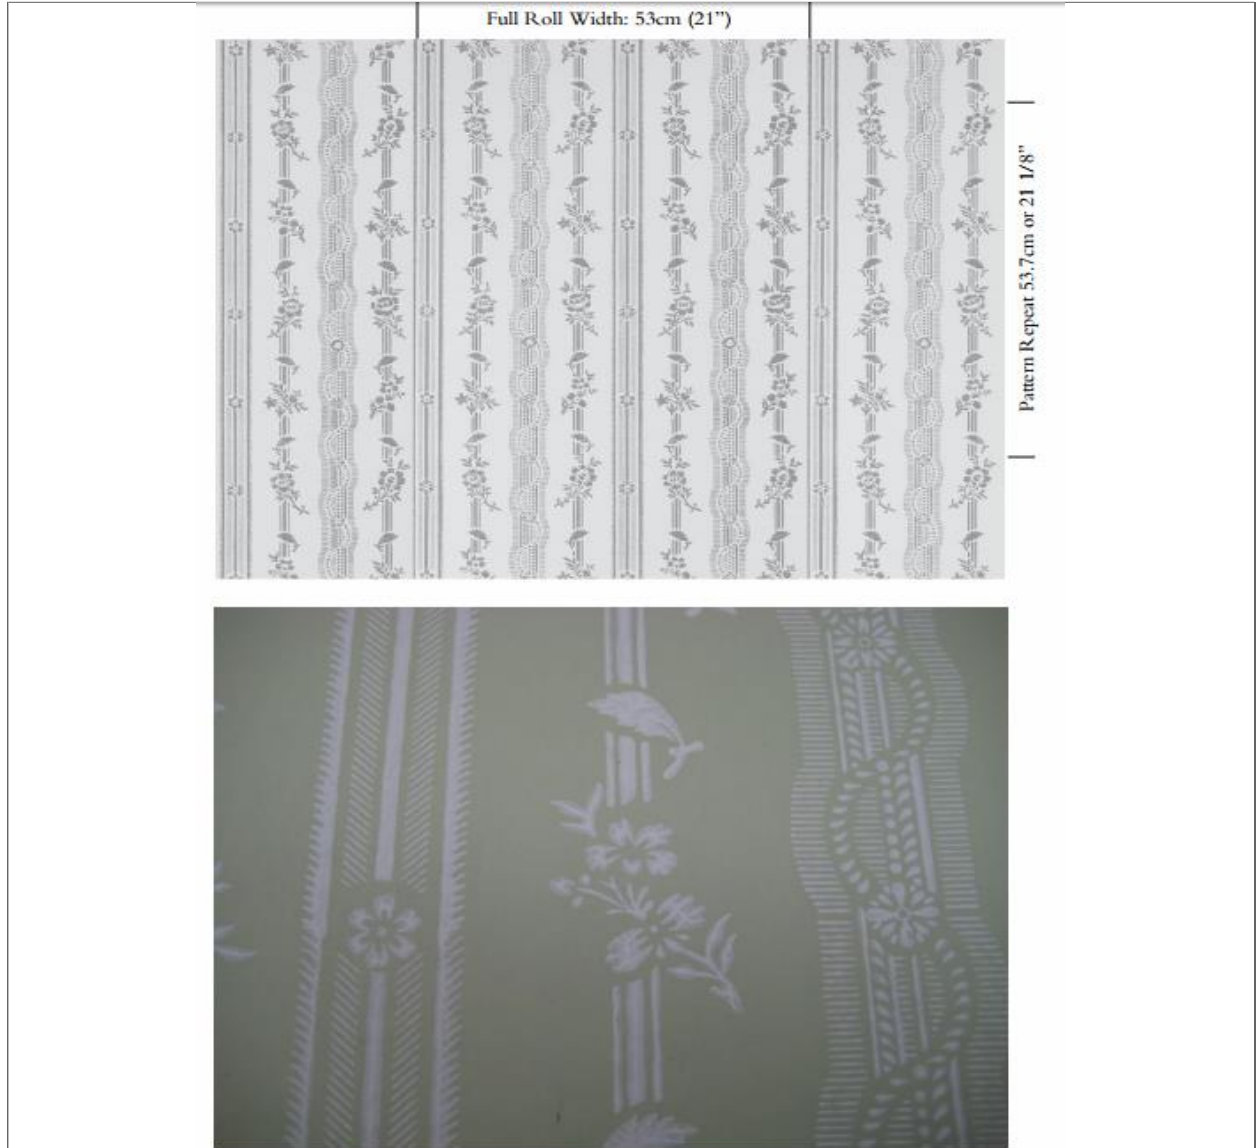 Full Roll Width: 53cm (21”)
Pattern Repeat 53.7cm or 21 1/8”